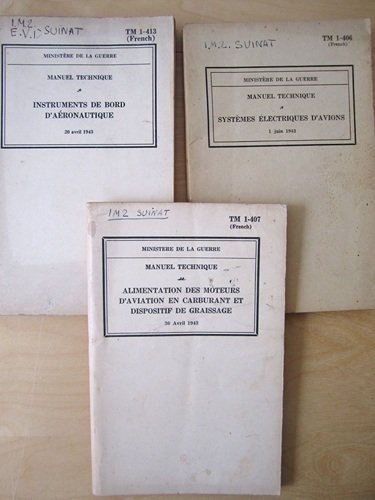 I.M2
E.V.I SUINAT
TM 1-413
(French)
MINISTÈRE DE LA GUERRE
MANUEL TECHNIQUE
INSTRUMENTS DE BORD
D'AÉRONAUTIQUE
20 avril 1943
I.M.2. SUINAT
TM 1-406
(French)
MINISTÈRE DE LA GUERRE
MANUEL TECHNIQUE
SYSTÈMES ÉLECTRIQUES D'AVIONS
1 juin 1943
IM2 SUINAT
TM 1-407
(French)
MINISTÈRE DE LA GUERRE
MANUEL TECHNIQUE
ALIMENTATION DES MOTEURS
D'AVIATION EN CARBURANT ET
DISPOSITIF DE GRAISSAGE
30 Avril 1943